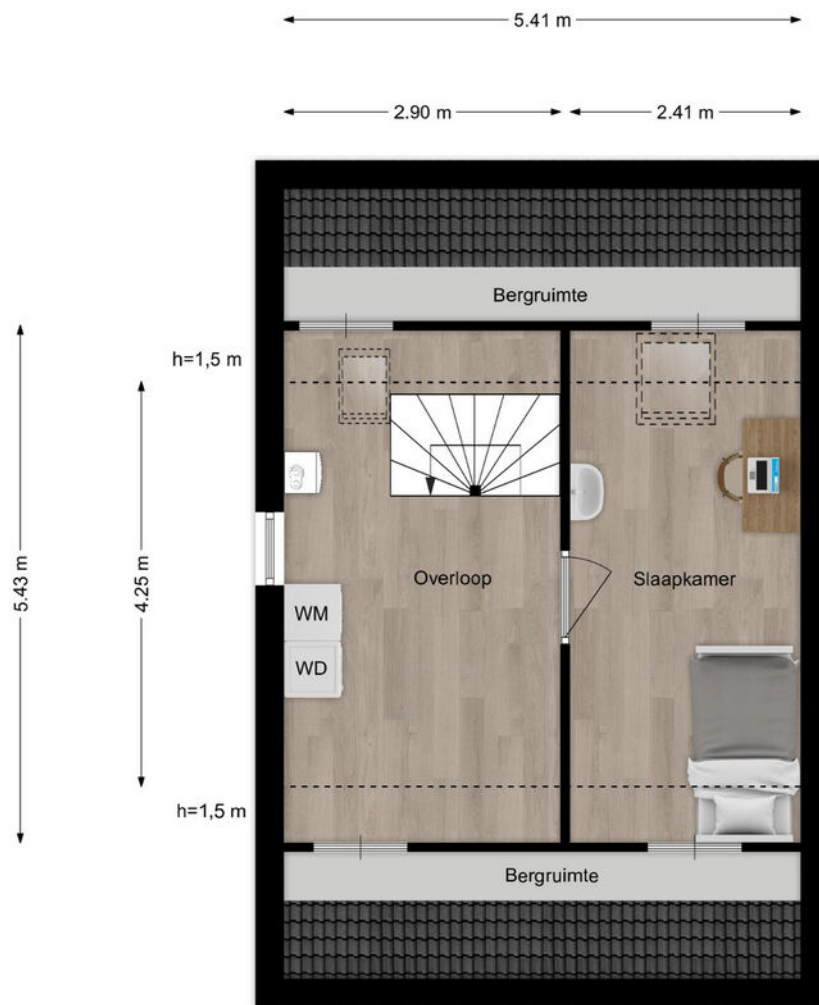 5.41 m
2.90 m
2.41 m
Bergruimte
h=1,5 m
5.43 m
4.25 m
Overloop
Slaapkamer
WM
WD
h=1,5 m
Bergruimte